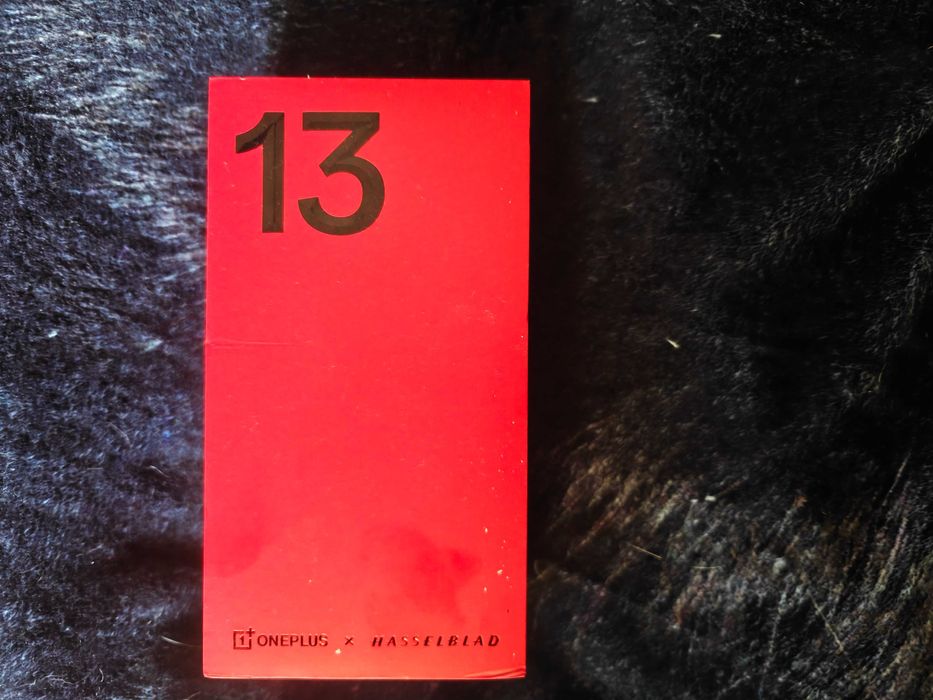 13
ONEPLUS × HASSELBLAD